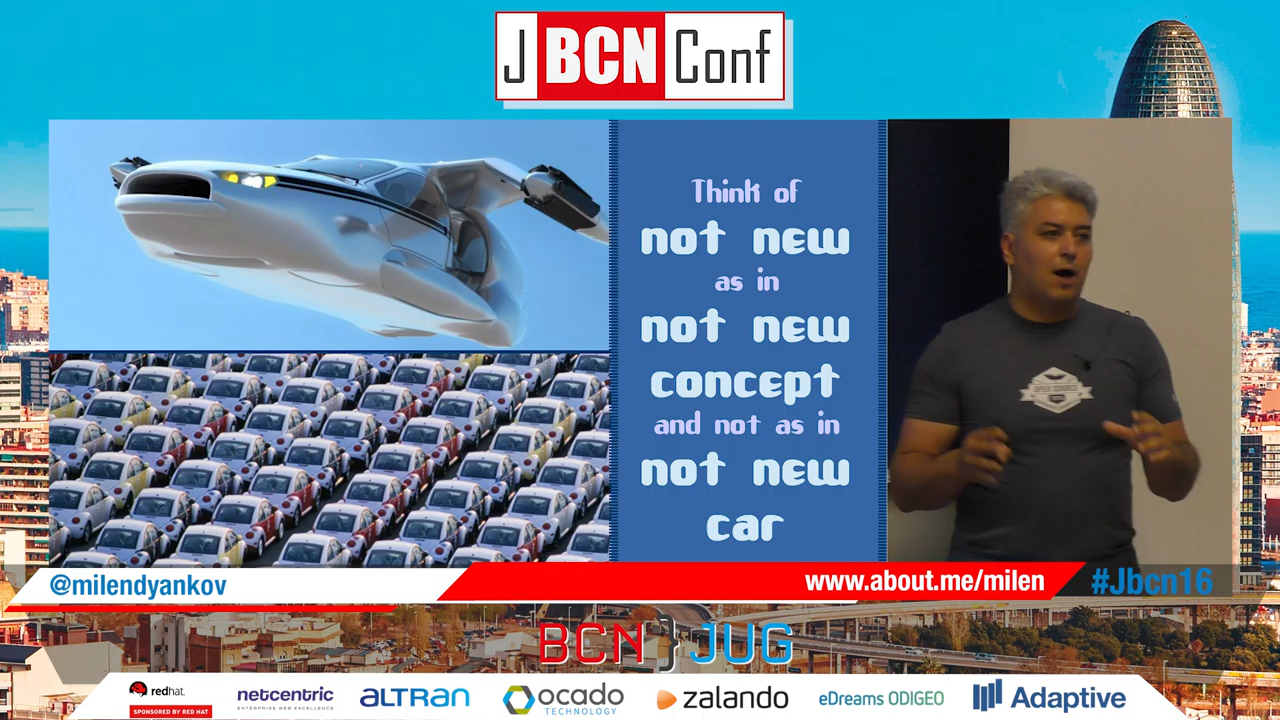 J BCN Conf
Think of
not new
as in
not new
concept
and not as in
not new
car
@milendyankov
www.about.me/milen
#Jbcn16
BCN JUG
redhat.
SPONSORED BY RED HAT
netcentric
ENTERPRISE WEB EXCELLENCE
ALTRAN
ocado
TECHNOLOGY
zalando
eDreams ODIGEO
Adaptive